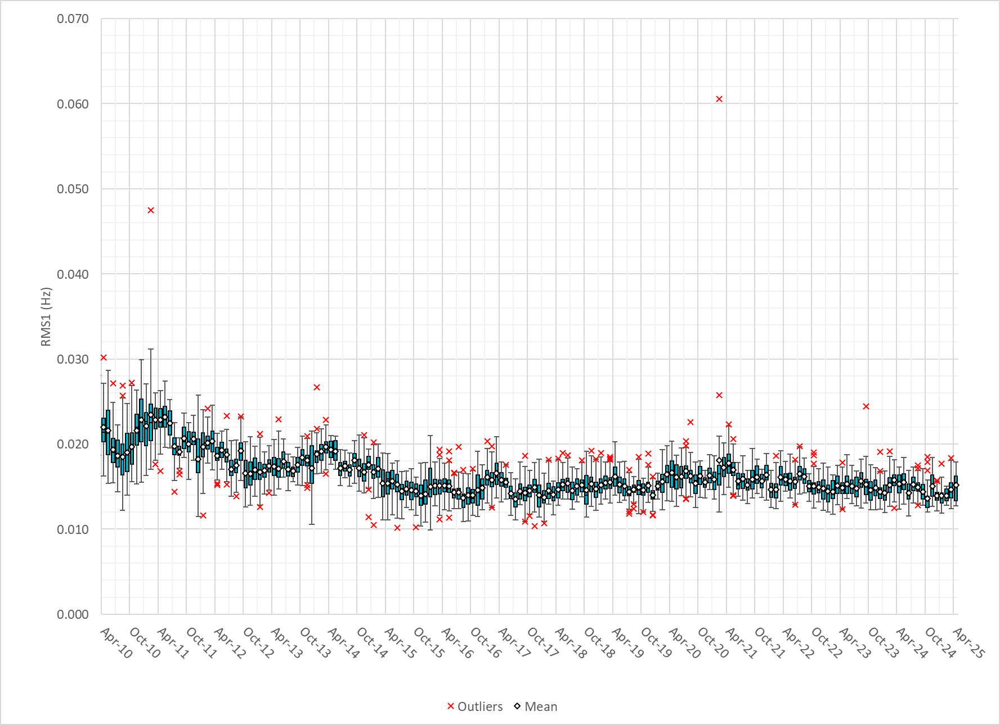 0.070
0.060
0.050
0.040
0.030
0.020
0.010
0.000
RMS1 (Hz)
Apr-10
Oct-10
Apr-11
Oct-11
Apr-12
Oct-12
Apr-13
Oct-13
Apr-14
Oct-14
Apr-15
Oct-15
Apr-16
Oct-16
Apr-17
Oct-17
Apr-18
Oct-18
Apr-19
Oct-19
Apr-20
Oct-20
Apr-21
Oct-21
Apr-22
Oct-22
Apr-23
Oct-23
Apr-24
Oct-24
Apr-25
Outliers Mean